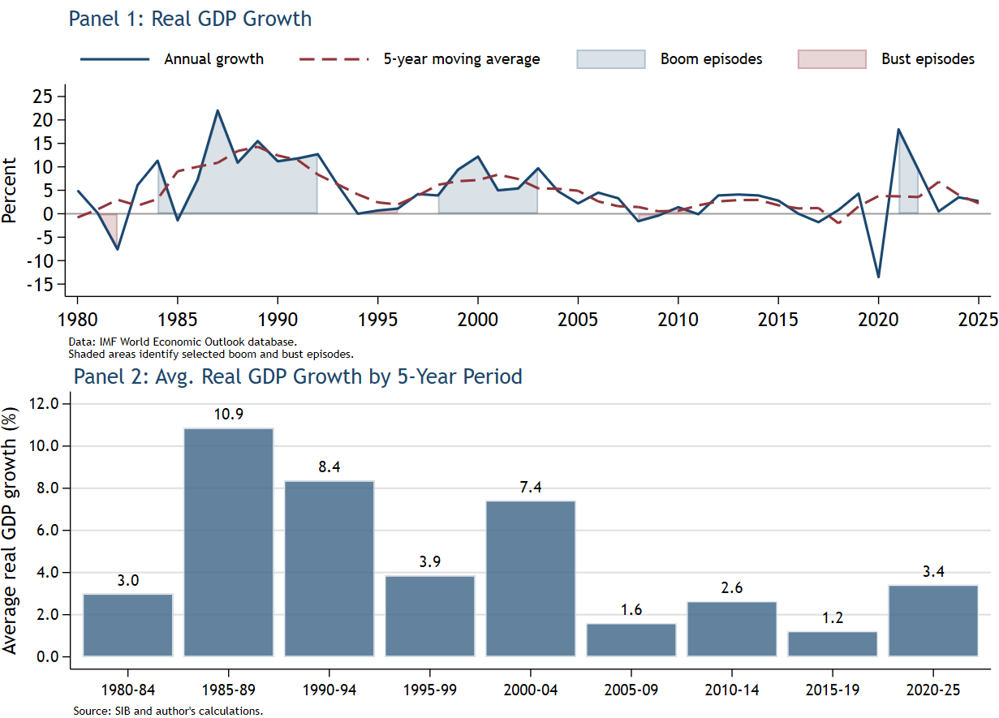 Panel 1: Real GDP Growth
Annual growth 5-year moving average Boom episodes Bust episodes
Percent
25
20
15
10
5
0
-5
-10
-15
1980 1985 1990 1995 2000 2005 2010 2015 2020 2025
Data: IMF World Economic Outlook database.
Shaded areas identify selected boom and bust episodes.
Panel 2: Avg. Real GDP Growth by 5-Year Period
Average real GDP growth (%)
12.0
10.0
8.0
6.0
4.0
2.0
0.0
3.0 10.9 8.4 3.9 7.4 1.6 2.6 1.2 3.4
1980-84 1985-89 1990-94 1995-99 2000-04 2005-09 2010-14 2015-19 2020-25
Source: SIB and author's calculations.